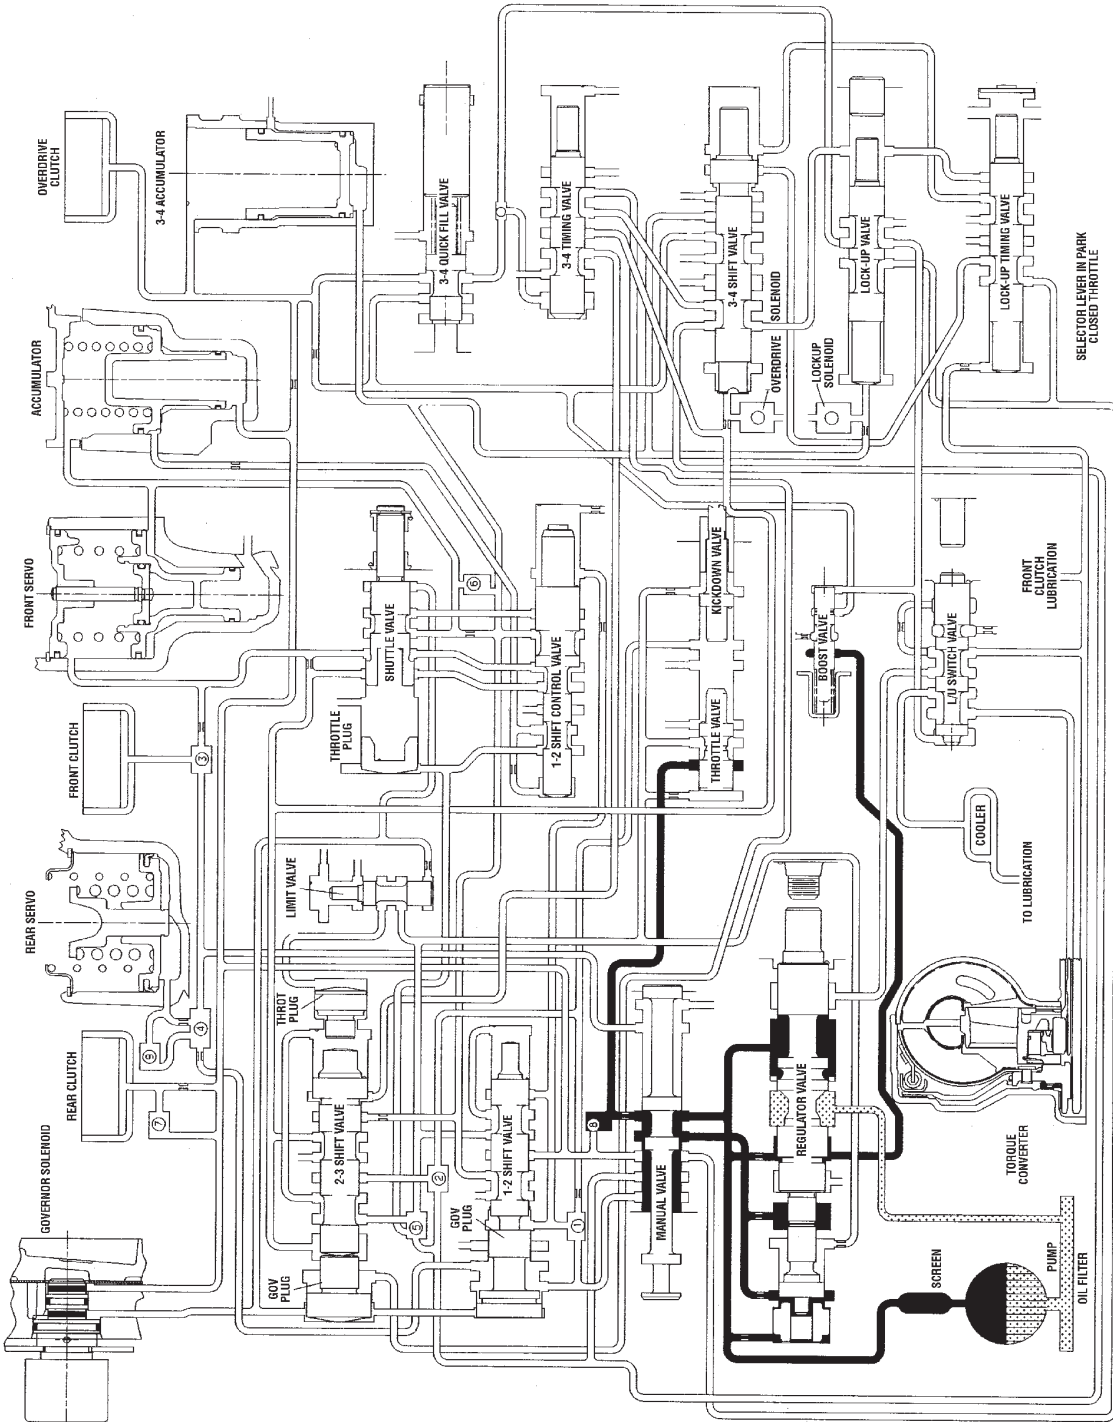 OVERDRIVE
CLUTCH
3-4 ACCUMULATOR
3-4 QUICK FILL VALVE
3-4 TIMING VALVE
3-4 SHIFT VALVE
LOCK-UP VALVE
LOCK-UP TIMING VALVE
SELECTOR LEVER IN PARK
CLOSED THROTTLE
ACCUMULATOR
OVERDRIVE SOLENOID
LOCKUP
SOLENOID
FRONT SERVO
SHUTTLE VALVE
THROTTLE
PLUG
1-2 SHIFT CONTROL VALVE
6
KICKDOWN VALVE
THROTTLE VALVE
BOOST VALVE
L/U SWITCH VALVE
FRONT
CLUTCH
LUBRICATION
FRONT CLUTCH
3
REAR SERVO
LIMIT VALVE
COOLER
TO LUBRICATION
THROT
PLUG
REAR CLUTCH
4
9
7
2-3 SHIFT VALVE
1-2 SHIFT VALVE
8
MANUAL VALVE
REGULATOR VALVE
TORQUE
CONVERTER
GOVERNOR SOLENOID
2
5
1
GOV
PLUG
GOV
PLUG
SCREEN
PUMP
OIL FILTER